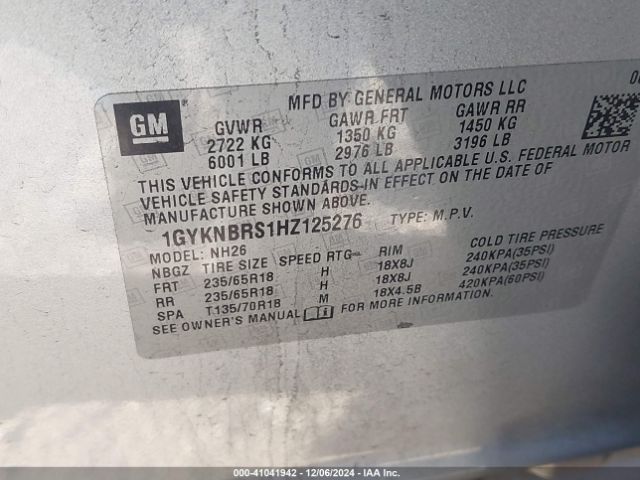 MFD BY GENERAL MOTORS LLC
GM
GVWR GAWR FRT GAWR RR
2722 KG 1350 KG 1450 KG
6001 LB 2976 LB 3196 LB
THIS VEHICLE CONFORMS TO ALL APPLICABLE U.S. FEDERAL MOTOR
VEHICLE SAFETY STANDARDS IN EFFECT ON THE DATE OF
MANUFACTURE SHOWN ABOVE.
1GYKNBRS1HZ125276 TYPE: M.P.V.
MODEL: NH26
NBGZ TIRE SIZE SPEED RTG RIM COLD TIRE PRESSURE
FRT 235/65R18 H 18X8J 240KPA(35PSI)
RR 235/65R18 H 18X8J 240KPA(35PSI)
SPA T135/70R18 M 18X4.5B 420KPA(60PSI)
SEE OWNER'S MANUAL FOR MORE INFORMATION.
000-41041942 - 12/06/2024 - IAA Inc.